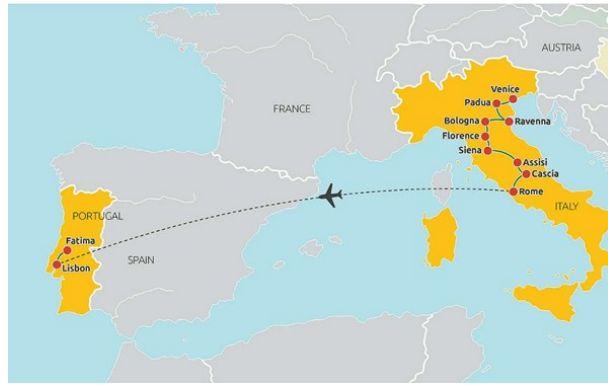 AUSTRIA
FRANCE
Venice
Padua
Bologna
Ravenna
Florence
Siena
Assisi
Cascia
Rome
ITALY
PORTUGAL
Fatima
SPAIN
Lisbon